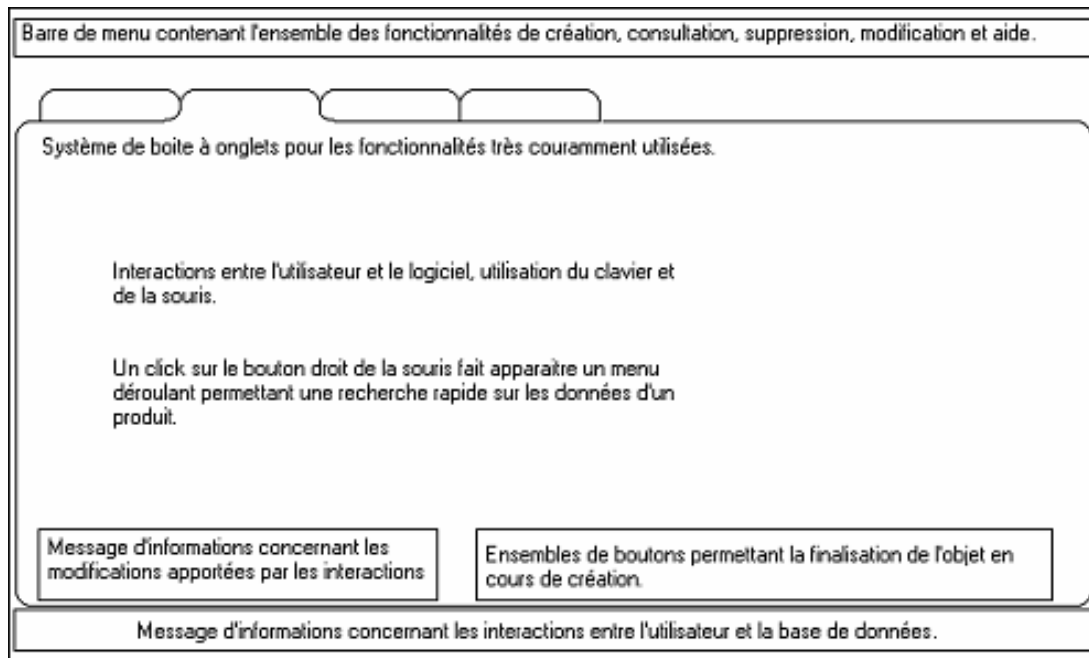 Barre de menu contenant l'ensemble des fonctionnalités de création, consultation, suppression, modification et aide.
Système de boite à onglets pour les fonctionnalités très couramment utilisées.
Interactions entre l'utilisateur et le logiciel, utilisation du clavier et
de la souris.
Un click sur le bouton droit de la souris fait apparaitre un menu
déroulant permettant une recherche rapide sur les données d'un
produit.
Message d'informations concernant les
modifications apportées par les interactions
Ensembles de boutons permettant la finalisation de l'objet en
cours de création.
Message d'informations concernant les interactions entre l'utilisateur et la base de données.